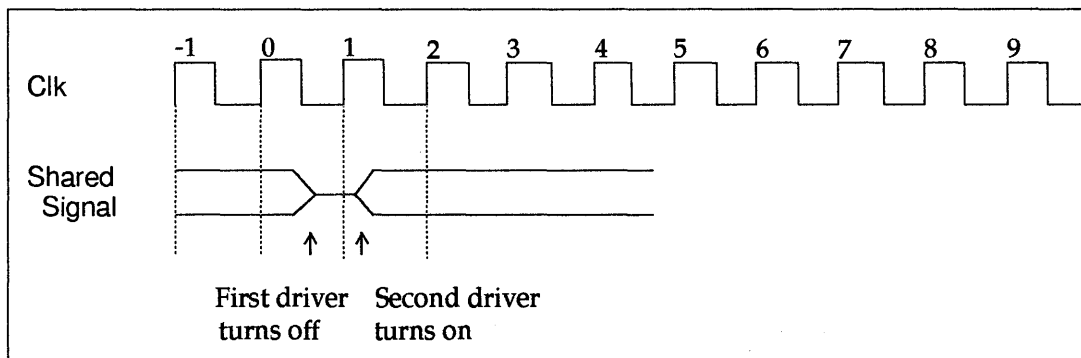 -1 0 1 2 3 4 5 6 7 8 9
Clk
Shared
Signal
First driver
turns off
Second driver
turns on